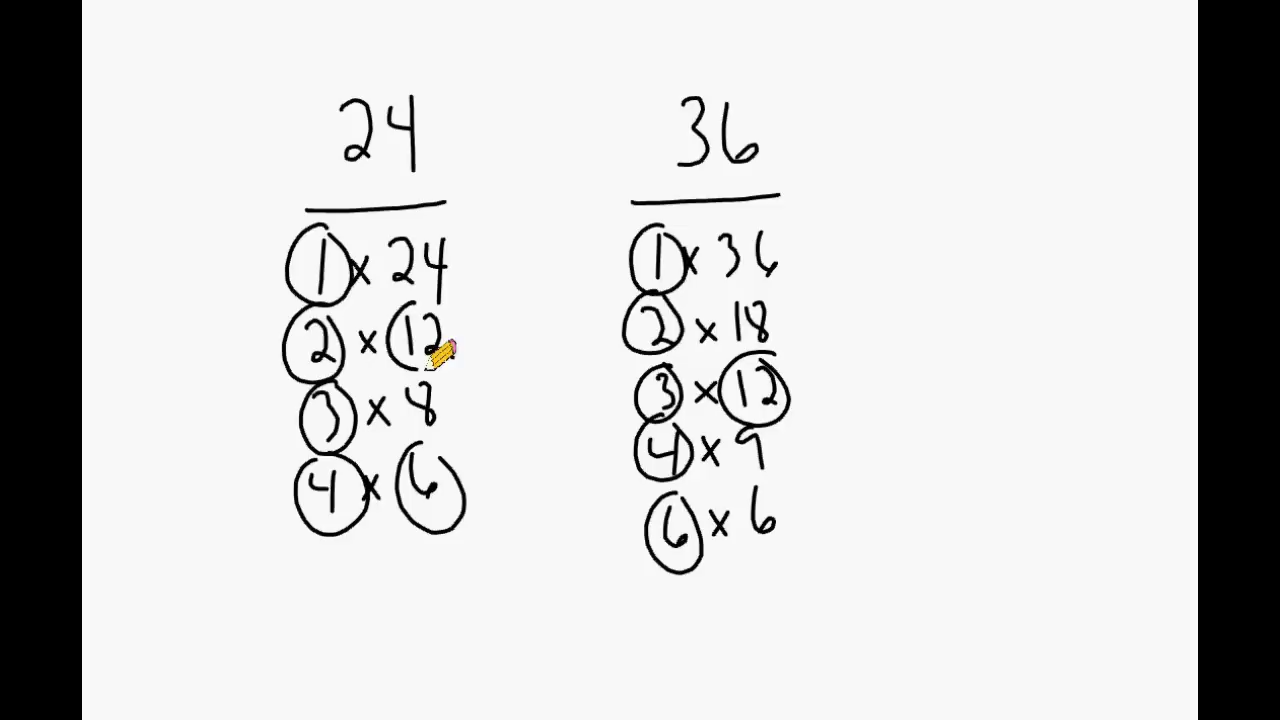 24 36
1 x 24 1 x 36
2 x 12 2 x 18
3 x 8 3 x 12
4 x 6 4 x 9
6 x 6